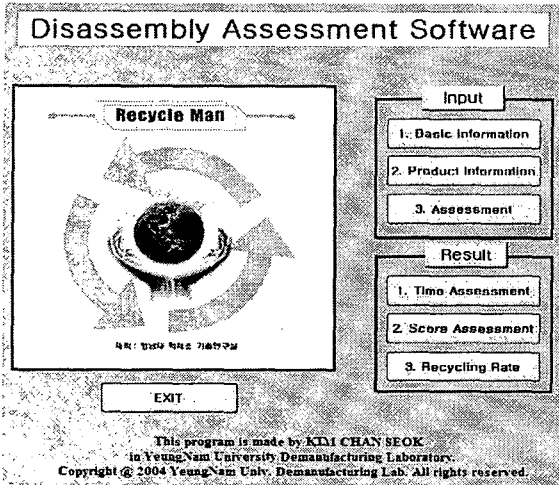 Disassembly Assessment Software
Recycle Man
Input
1. Basic Information
2. Product Information
3. Assessment
Result
1. Time Assessment
2. Score Assessment
3. Recycling Rate
EXIT
This program is made by KIM CHAN SEOK
in YeungNam University Demanufacturing Laboratory.
Copyright @ 2004 YeungNam Univ. Demanufacturing Lab. All rights reserved.